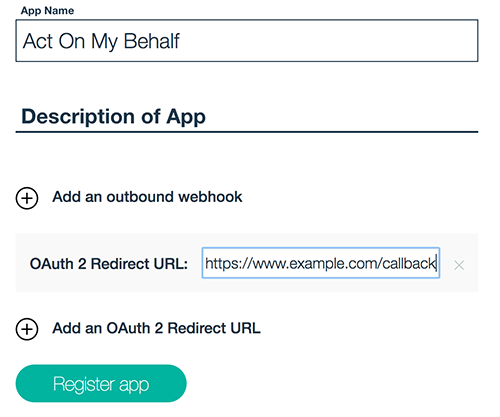 App Name
Act On My Behalf
Description of App
Add an outbound webhook
OAuth 2 Redirect URL: https://www.example.com/callback
Add an OAuth 2 Redirect URL
Register app